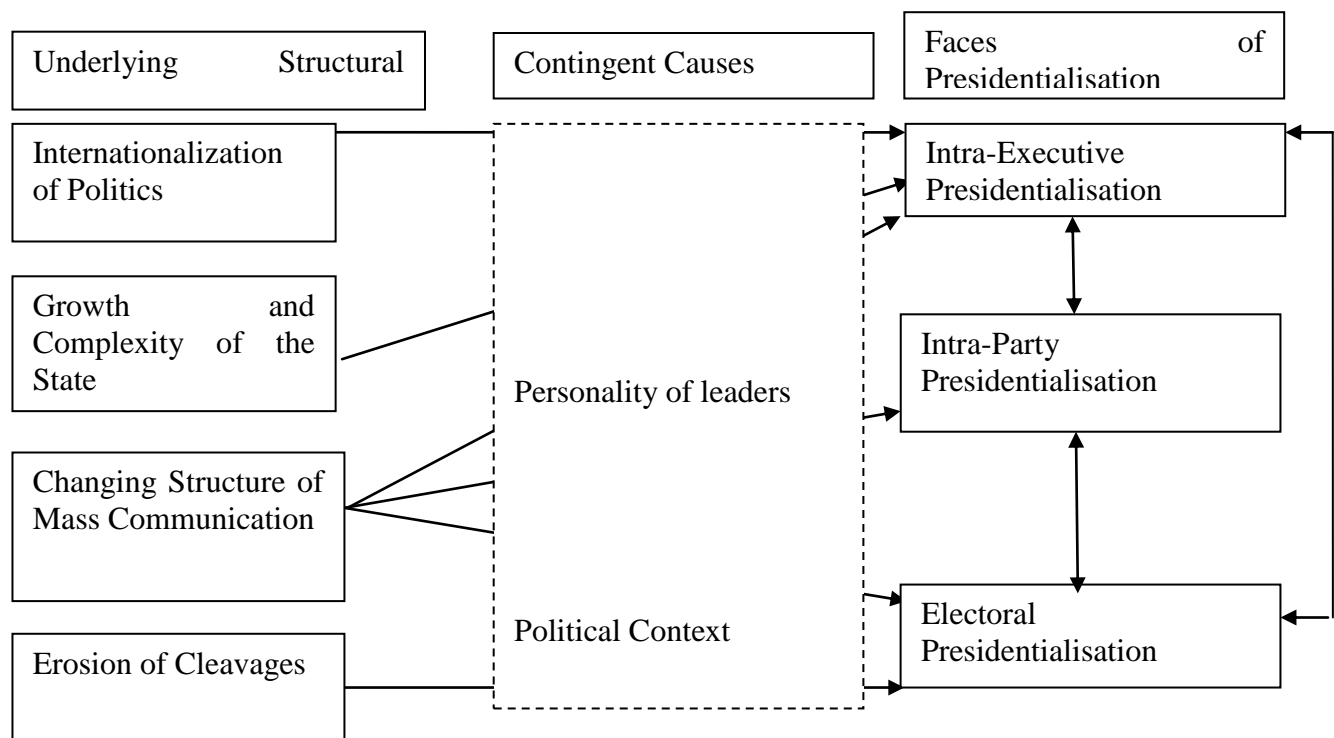 Underlying Structural
Contingent Causes
Faces of
Presidentialisation
Internationalization
of Politics
Intra-Executive
Presidentialisation
Growth and
Complexity of the
State
Intra-Party
Presidentialisation
Personality of leaders
Changing Structure of
Mass Communication
Political Context
Electoral
Presidentialisation
Erosion of Cleavages